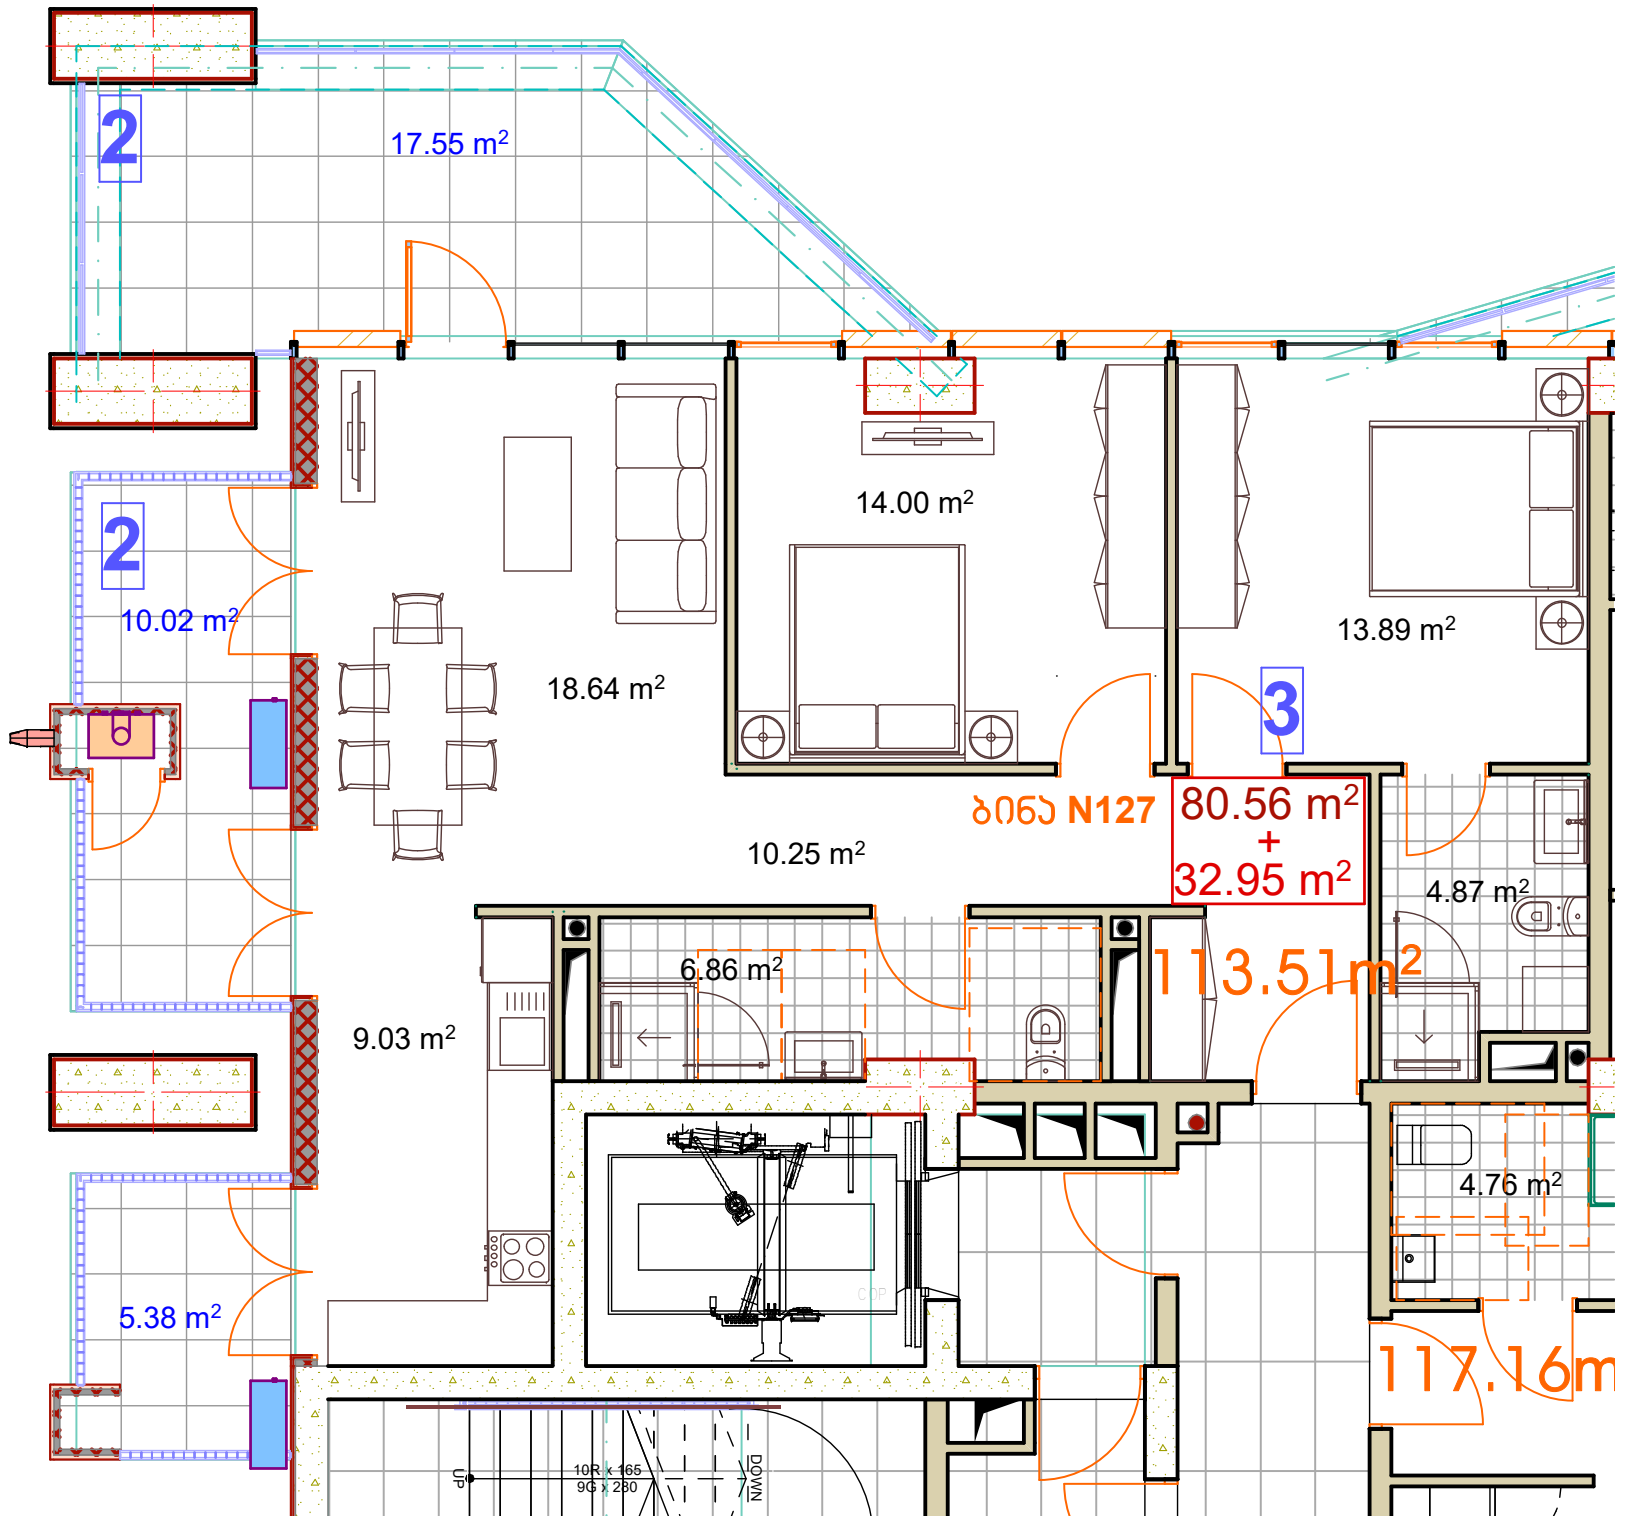 2
17.55 m²
2
10.02 m²
14.00 m²
13.89 m²
18.64 m²
3
ბინა N127
80.56 m²
+
32.95 m²
10.25 m²
4.87 m²
6.86 m²
113.51m²
9.03 m²
4.76 m²
COP
5.38 m²
117.16m
UP
10R x 165
9G x 280
DOWN